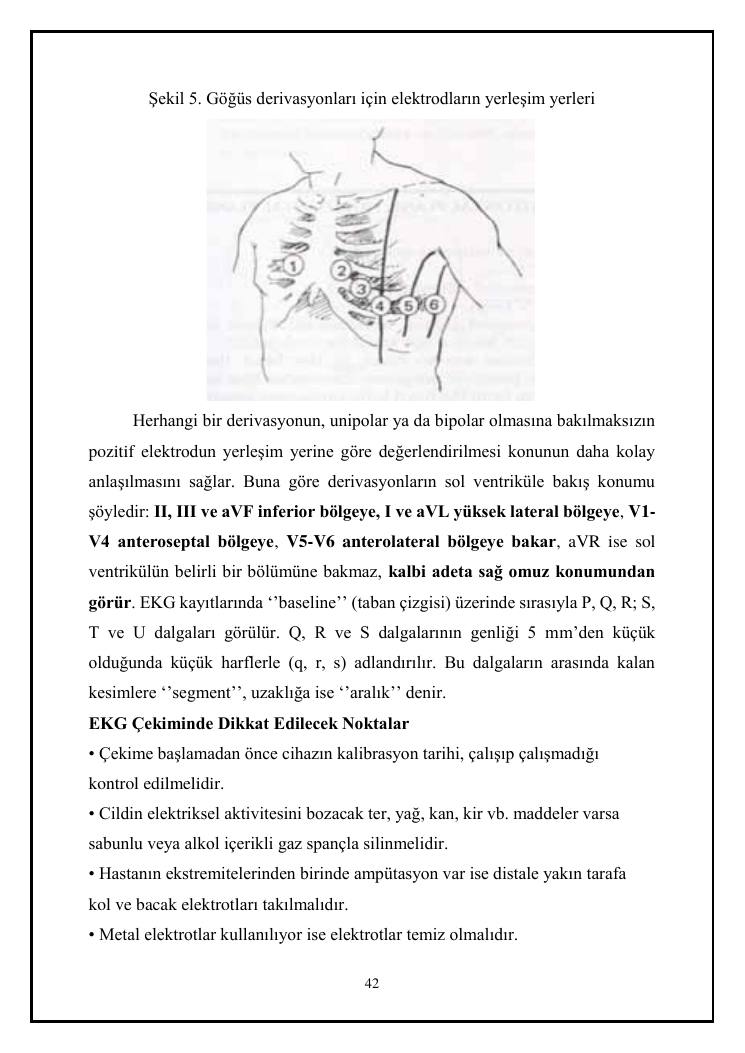 Şekil 5. Göğüs derivasyonları için elektrodların yerleşim yerleri
1
2
3
4
5
6
Herhangi bir derivasyonun, unipolar ya da bipolar olmasına bakılmaksızın
pozitif elektrodun yerleşim yerine göre değerlendirilmesi konunun daha kolay
anlaşılmasını sağlar. Buna göre derivasyonların sol ventriküle bakış konumu
şöyledir: II, III ve aVF inferior bölgeye, I ve aVL yüksek lateral bölgeye, V1-
V4 anteroseptal bölgeye, V5-V6 anterolateral bölgeye bakar, aVR ise sol
ventrikülün belirli bir bölümüne bakmaz, kalbi adeta sağ omuz konumundan
görür. EKG kayıtlarında ‘’baseline’’ (taban çizgisi) üzerinde sırasıyla P, Q, R; S,
T ve U dalgaları görülür. Q, R ve S dalgalarının genliği 5 mm’den küçük
olduğunda küçük harflerle (q, r, s) adlandırılır. Bu dalgaların arasında kalan
kesimlere ‘’segment’’, uzaklığa ise ‘’aralık’’ denir.
EKG Çekiminde Dikkat Edilecek Noktalar
• Çekime başlamadan önce cihazın kalibrasyon tarihi, çalışıp çalışmadığı
kontrol edilmelidir.
• Cildin elektriksel aktivitesini bozacak ter, yağ, kan, kir vb. maddeler varsa
sabunlu veya alkol içerikli gaz spançla silinmelidir.
• Hastanın ekstremitelerinden birinde ampütasyon var ise distale yakın tarafa
kol ve bacak elektrotları takılmalıdır.
• Metal elektrotlar kullanılıyor ise elektrotlar temiz olmalıdır.
42